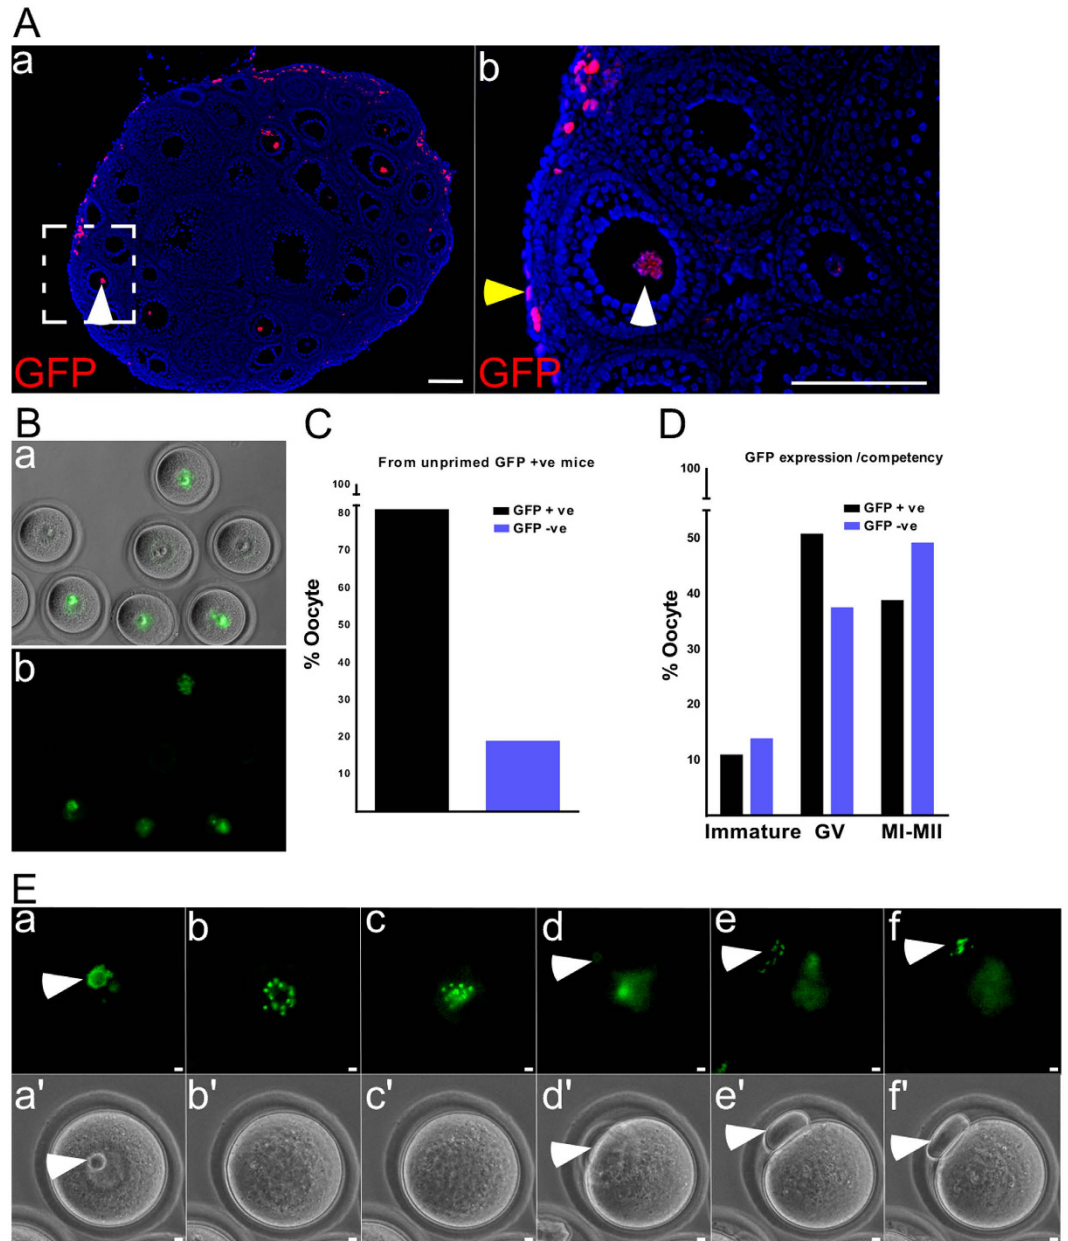 A
a
b
GFP
GFP
B
a
b
C
From unprimed GFP +ve mice
100
80
70
60
50
40
30
20
10
% Oocyte
GFP + ve
GFP -ve
D
GFP expression /competency
100
50
40
30
20
10
% Oocyte
GFP + ve
GFP -ve
Immature GV MI-MII
E
a b c d e f
a' b' c' d' e' f'